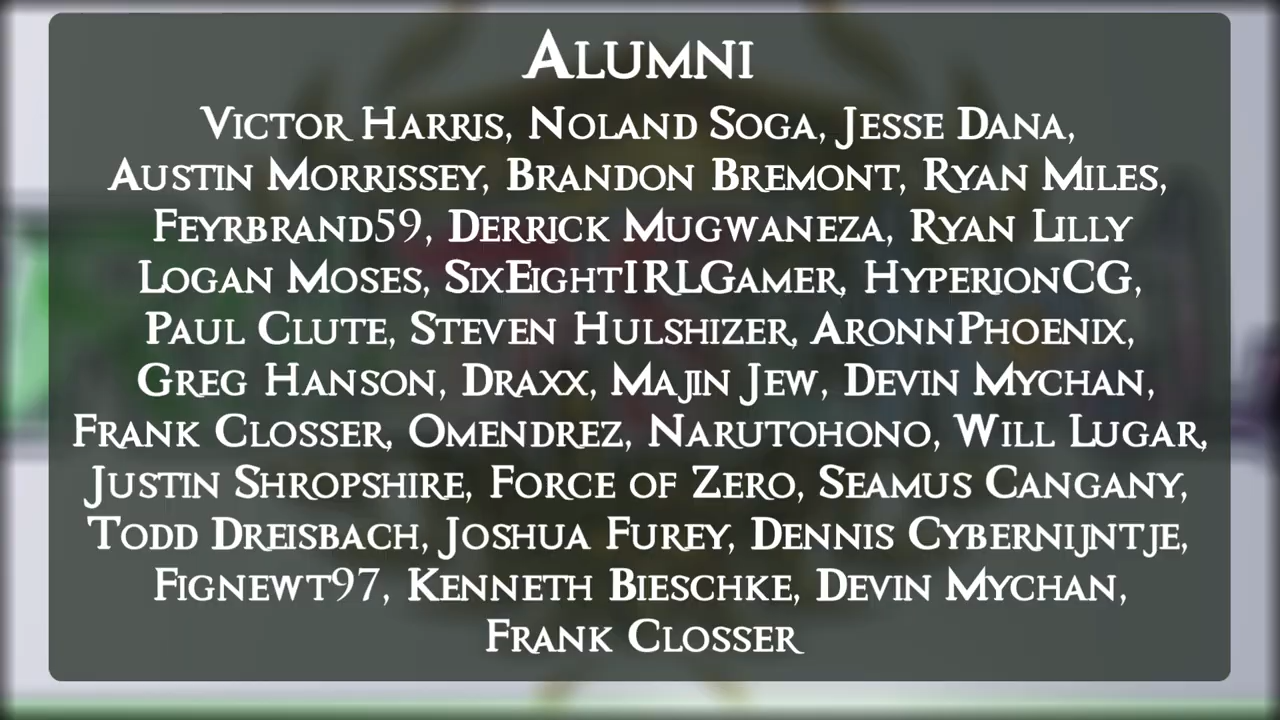 Alumni
Victor Harris, Noland Soga, Jesse Dana,
Austin Morrissey, Brandon Bremont, Ryan Miles,
Feyrbrand59, Derrick Mugwaneza, Ryan Lilly
Logan Moses, SixEightIRLGamer, HyperionCG,
Paul Clute, Steven Hulshizer, AronnPhoenix,
Greg Hanson, Draxx, Majin Jew, Devin Mychan,
Frank Closser, Omendrez, Narutohono, Will Lugar,
Justin Shropshire, Force of Zero, Seamus Cangany,
Todd Dreisbach, Joshua Furey, Dennis Cybernijntje,
Fignewt97, Kenneth Bieschke, Devin Mychan,
Frank Closser